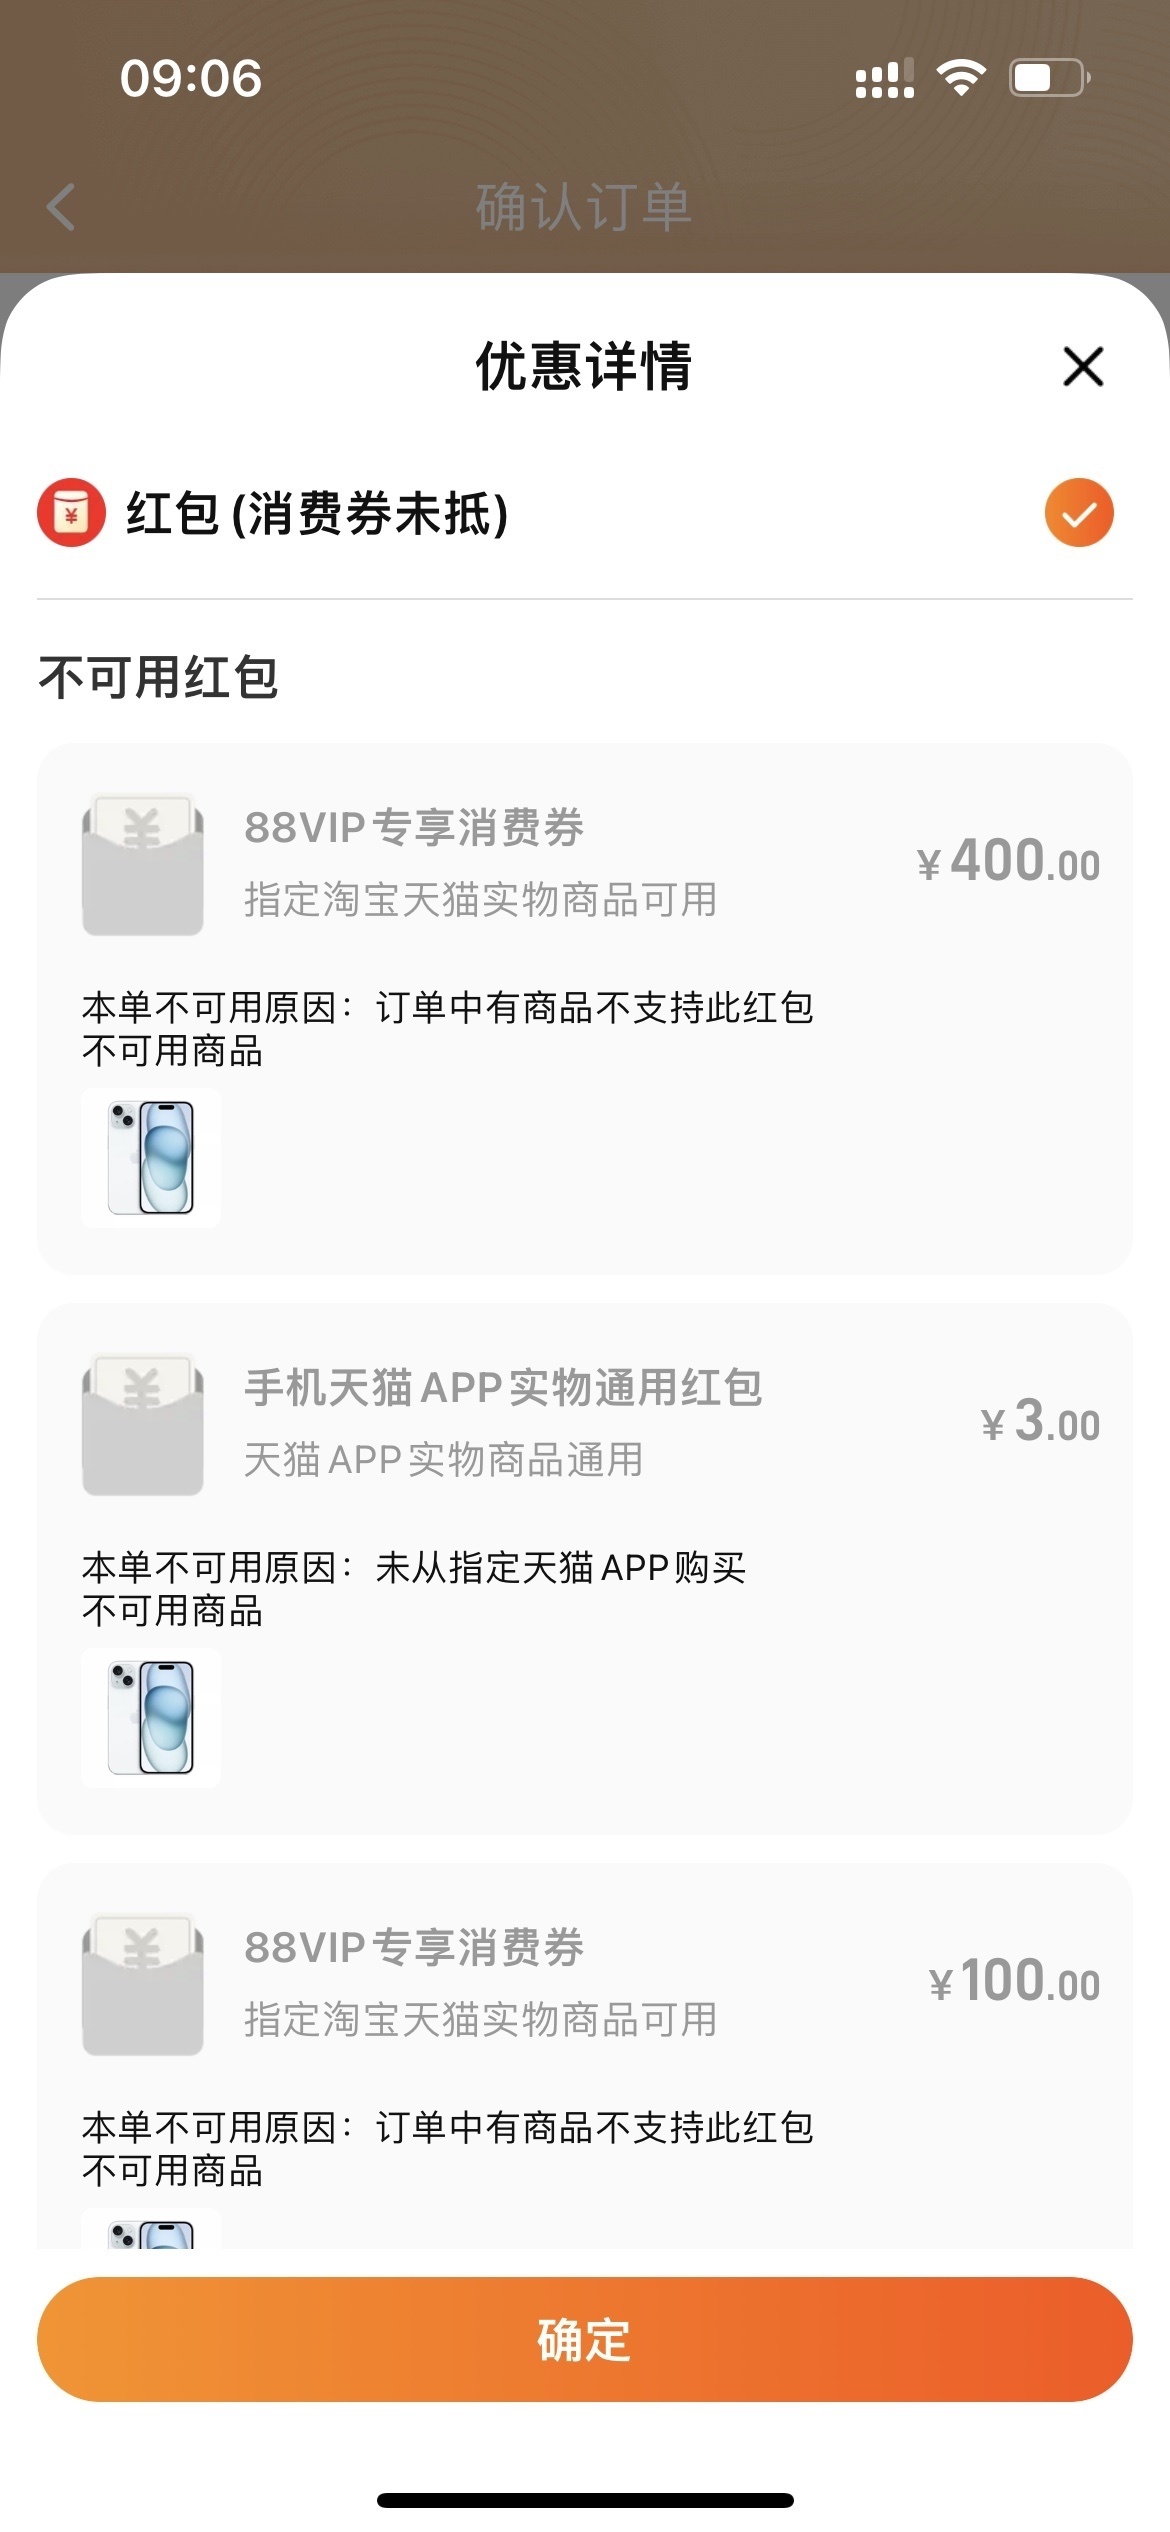 09:06
确认订单
优惠详情
红包(消费券未抵)
不可用红包
88VIP专享消费券
¥400.00
指定淘宝天猫实物商品可用
本单不可用原因：订单中有商品不支持此红包
不可用商品
手机天猫APP实物通用红包
¥3.00
天猫APP实物商品通用
本单不可用原因：未从指定天猫APP购买
不可用商品
88VIP专享消费券
¥100.00
指定淘宝天猫实物商品可用
本单不可用原因：订单中有商品不支持此红包
不可用商品
确定